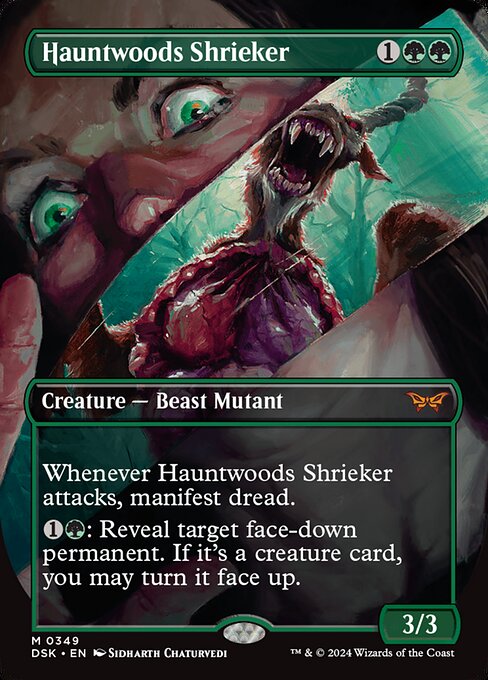 Hauntwoods Shrieker 1
Creature — Beast Mutant
Whenever Hauntwoods Shrieker
attacks, manifest dread.
1: Reveal target face-down
permanent. If it's a creature card,
you may turn it face up.
3/3
M 0349
DSK • EN Sidharth Chaturvedi
™ & © 2024 Wizards of the Coast